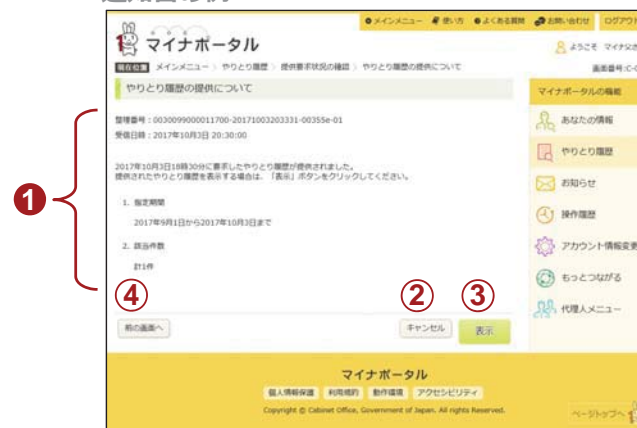 メインメニュー 使い方 よくある質問 お問い合わせ ログアウト
マイナポータル
ようこそ マイナ父さ
現在位置 メインメニュー > やりとり履歴 > 提供要求状況の確認 > やりとり履歴の提供について
画面番号:C-0
やりとり履歴の提供について
マイナポータルの機能
整理番号:0030099000011700-20171003203331-00355e-01
受信日時:2017年10月3日 20:30:00
あなたの情報
2017年10月3日18時30分に要求したやりとり履歴が提供されました。
提供されたやりとり履歴を表示する場合は、「表示」ボタンをクリックしてください。
やりとり履歴
お知らせ
1
1. 指定期間
2017年9月1日から2017年10月3日まで
操作履歴
2. 該当件数
アカウント情報変更
計1件
もっとつながる
4 2 3
代理人メニュー
前の画面へ キャンセル 表示
マイナポータル
個人情報保護 利用規約 動作環境 アクセシビリティ
Copyright © Cabinet Office, Government of Japan. All rights Reserved.
ページトップへ